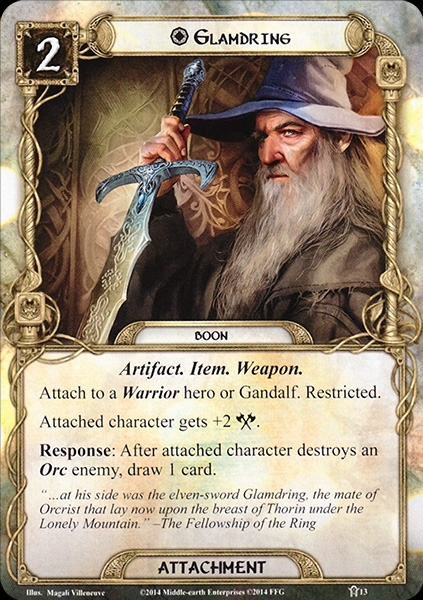 2
Glamdring
BOON
Artifact. Item. Weapon.
Attach to a Warrior hero or Gandalf. Restricted.
Attached character gets +2 .
Response: After attached character destroys an
Orc enemy, draw 1 card.
“…at his side was the elven-sword Glamdring, the mate of
Orcrist that lay now upon the breast of Thorin under the
Lonely Mountain.” –The Fellowship of the Ring
ATTACHMENT
Illus. Magali Villeneuve ©2014 Middle-earth Enterprises ©2014 FFG 13